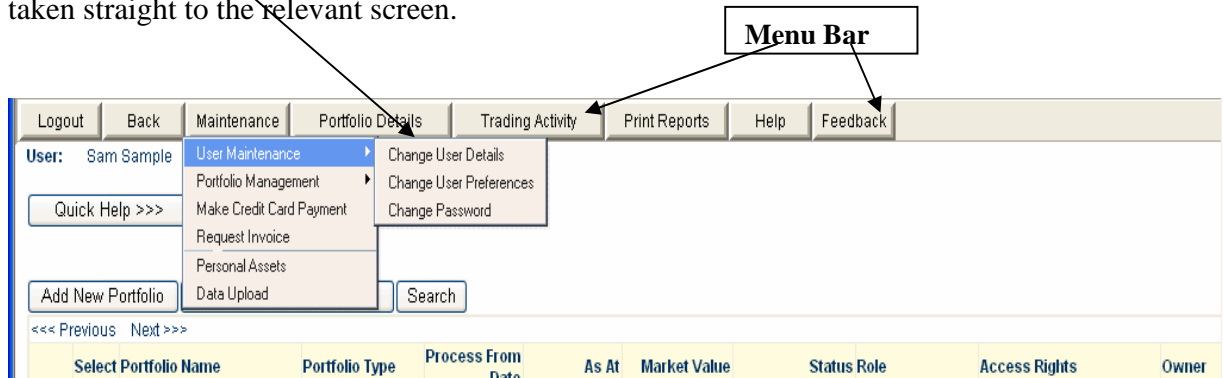 taken straight to the relevant screen.
Menu Bar
Logout Back Maintenance Portfolio Details Trading Activity Print Reports Help Feedback
User: Sam Sample User Maintenance Change User Details
Portfolio Management Change User Preferences
Quick Help >>> Make Credit Card Payment Change Password
Request Invoice
Personal Assets
Add New Portfolio Data Upload Search
<<< Previous Next >>>
Select Portfolio Name Portfolio Type Process From Date As At Market Value Status Role Access Rights Owner